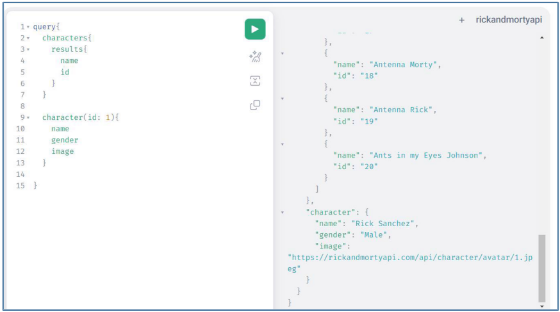 + rickandmortyapi
1 query{
2 characters{
3 results{
4 name
5 id
6 }
7 }
8
9 character(id: 1){
10 name
11 gender
12 image
13 }
14
15 }
},
{
"name": "Antenna Morty",
"id": "18"
},
{
"name": "Antenna Rick",
"id": "19"
},
{
"name": "Ants in my Eyes Johnson",
"id": "20"
}
]
},
"character": {
"name": "Rick Sanchez",
"gender": "Male",
"image":
"https://rickandmortyapi.com/api/character/avatar/1.jp
eg"
}
}
}